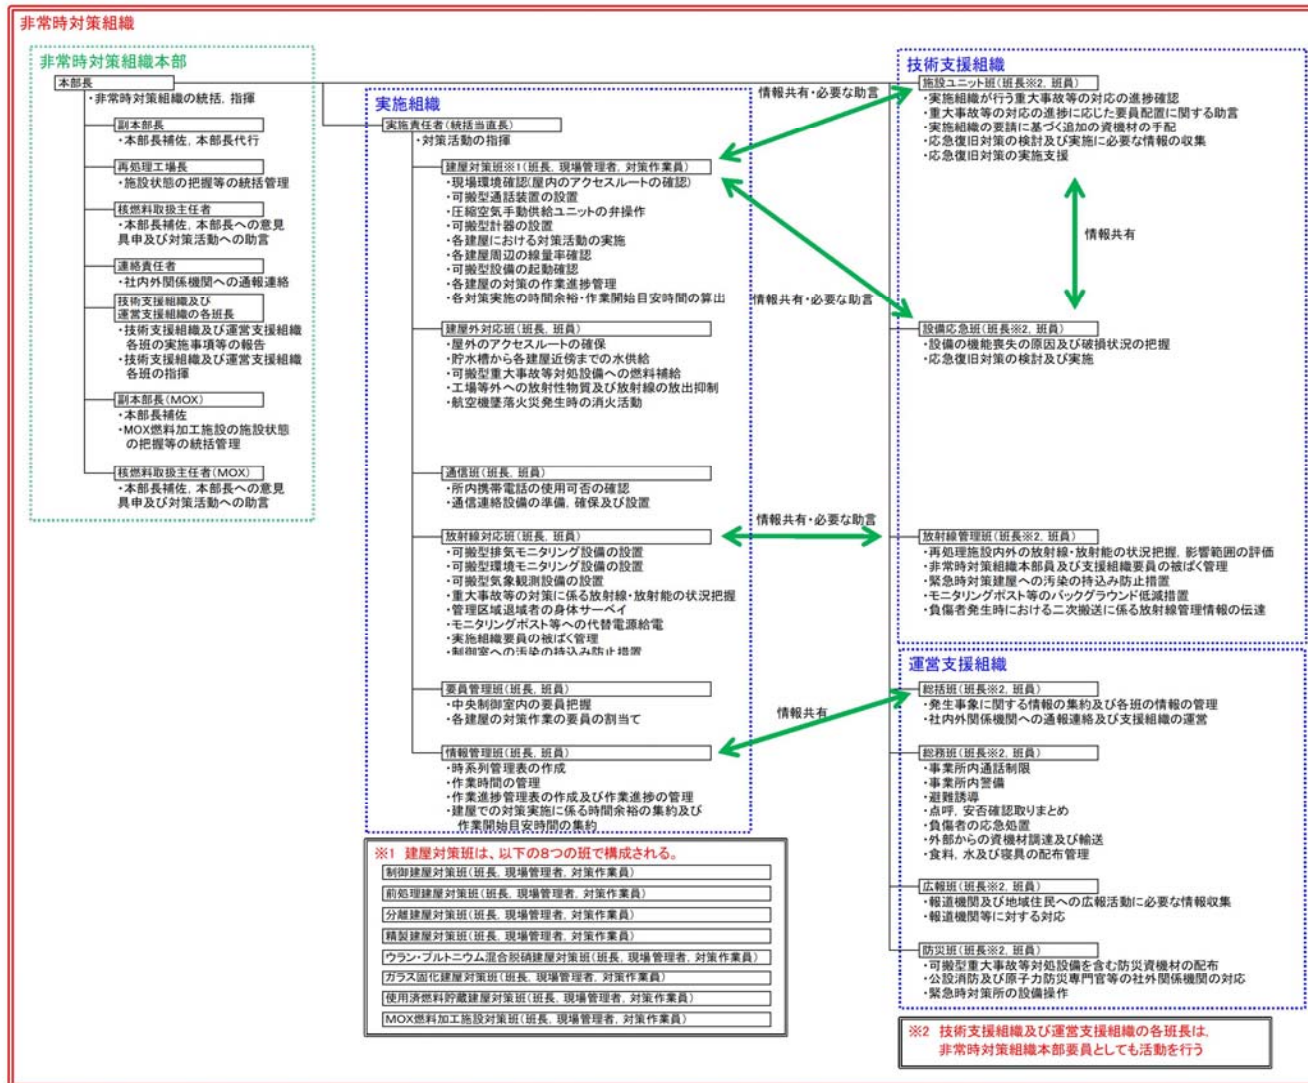 非常時対策組織
非常時対策組織本部
本部長
・非常時対策組織の統括, 指揮
副本部長
・本部長補佐, 本部長代行
再処理工場長
・施設状態の把握等の統括管理
核燃料取扱主任者
・本部長補佐, 本部長への意見
具申及び対策活動への助言
連絡責任者
・社内外関係機関への通報連絡
技術支援組織及び
運営支援組織の各班長
・技術支援組織及び運営支援組織
各班の実施事項等の報告
・技術支援組織及び運営支援組織
各班の指揮
副本部長(MOX)
・本部長補佐
・MOX燃料加工施設の施設状態
の把握等の統括管理
核燃料取扱主任者(MOX)
・本部長補佐, 本部長への意見
具申及び対策活動への助言
実施組織
実施責任者(統括当直長)
・対策活動の指揮
建屋対策班※1(班長, 現場管理者, 対策作業員)
・現場環境確認(屋内のアクセスルートの確認)
・可搬型通話装置の設置
・圧縮空気手動供給ユニットの弁操作
・可搬型計器の設置
・各建屋における対策活動の実施
・各建屋周辺の線量率確認
・可搬型設備の起動確認
・各建屋の対策の作業進捗管理
・各対策実施の時間余裕・作業開始目安時間の算出
建屋外対応班(班長, 班員)
・屋外のアクセスルートの確保
・貯水槽から各建屋近傍までの水供給
・可搬型重大事故等対処設備への燃料補給
・工場等外への放射性物質及び放射線の放出抑制
・航空機墜落火災発生時の消火活動
通信班(班長, 班員)
・所内携帯電話の使用可否の確認
・通信連絡設備の準備, 確保及び設置
放射線対応班(班長, 班員)
・可搬型排気モニタリング設備の設置
・可搬型環境モニタリング設備の設置
・可搬型気象観測設備の設置
・重大事故等の対策に係る放射線・放射能の状況把握
・管理区域退域者の身体サーベイ
・モニタリングポスト等への代替電源給電
・実施組織要員の被ばく管理
・制御室への汚染の持込み防止措置
要員管理班(班長, 班員)
・中央制御室内の要員把握
・各建屋の対策作業の要員の割当て
情報管理班(班長, 班員)
・時系列管理表の作成
・作業時間の管理
・作業進捗管理表の作成及び作業進捗の管理
・建屋での対策実施に係る時間余裕の集約及び
作業開始目安時間の集約
※1 建屋対策班は、以下の8つの班で構成される。
制御建屋対策班(班長, 現場管理者, 対策作業員)
前処理建屋対策班(班長, 現場管理者, 対策作業員)
分離建屋対策班(班長, 現場管理者, 対策作業員)
精製建屋対策班(班長, 現場管理者, 対策作業員)
ウラン・プルトニウム混合脱硝建屋対策班(班長, 現場管理者, 対策作業員)
ガラス固化建屋対策班(班長, 現場管理者, 対策作業員)
使用済燃料貯蔵建屋対策班(班長, 現場管理者, 対策作業員)
MOX燃料加工施設対策班(班長, 現場管理者, 対策作業員)
情報共有・必要な助言
情報共有・必要な助言
情報共有
情報共有・必要な助言
情報共有
技術支援組織
施設ユニット班(班長※2, 班員)
・実施組織が行う重大事故等の対応の進捗確認
・重大事故等の対応の進捗に応じた要員配置に関する助言
・実施組織の要請に基づく追加の資機材の手配
・応急復旧対策の検討及び実施に必要な情報の収集
・応急復旧対策の実施支援
設備応急班(班長※2, 班員)
・設備の機能喪失の原因及び破損状況の把握
・応急復旧対策の検討及び実施
放射線管理班(班長※2, 班員)
・再処理施設内外の放射線・放射能の状況把握, 影響範囲の評価
・非常時対策組織本部員及び支援組織要員の被ばく管理
・緊急時対策建屋への汚染の持込み防止措置
・モニタリングポスト等のバックグラウンド低減措置
・負傷者発生時における二次搬送に係る放射線管理情報の伝達
運営支援組織
総括班(班長※2, 班員)
・発生事象に関する情報の集約及び各班の情報の管理
・社内外関係機関への通報連絡及び支援組織の運営
総務班(班長※2, 班員)
・事業所内通話制限
・事業所内警備
・避難誘導
・点呼, 安否確認取りまとめ
・負傷者の応急処置
・外部からの資機材調達及び輸送
・食料, 水及び寝具の配布管理
広報班(班長※2, 班員)
・報道機関及び地域住民への広報活動に必要な情報収集
・報道機関等に対する対応
防災班(班長※2, 班員)
・可搬型重大事故等対処設備を含む防災資機材の配布
・公設消防及び原子力防災専門官等の社外関係機関の対応
・緊急時対策所の設備操作
※2 技術支援組織及び運営支援組織の各班長は,
非常時対策組織本部要員としても活動を行う